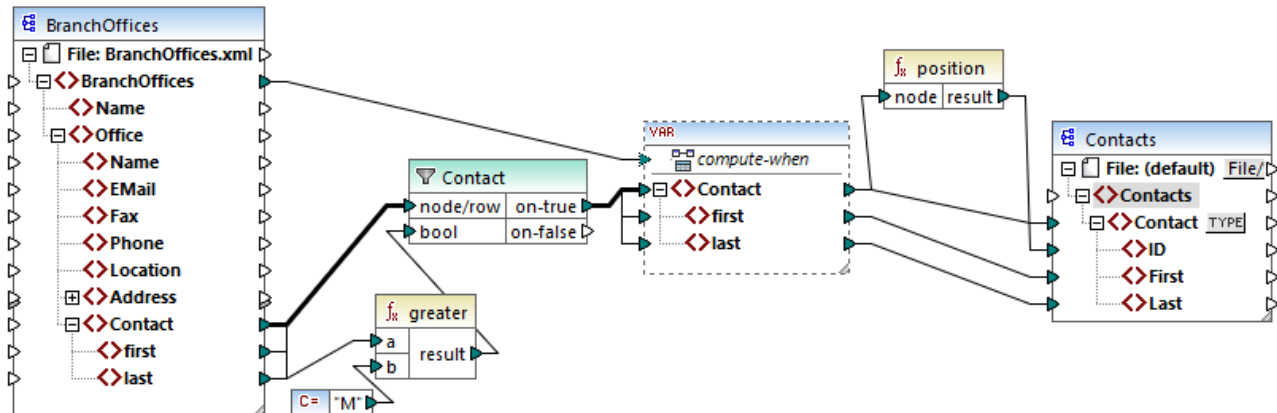 BranchOffices
File: BranchOffices.xml
BranchOffices
Name
Office
Name
EMail
Fax
Phone
Location
Address
Contact
first
last
Contact
node/row on-true
bool on-false
fx greater
a
b
result
C= "M"
VAR
compute-when
Contact
first
last
fx position
node result
Contacts
File: (default) File/
Contacts
Contact TYPE
ID
First
Last